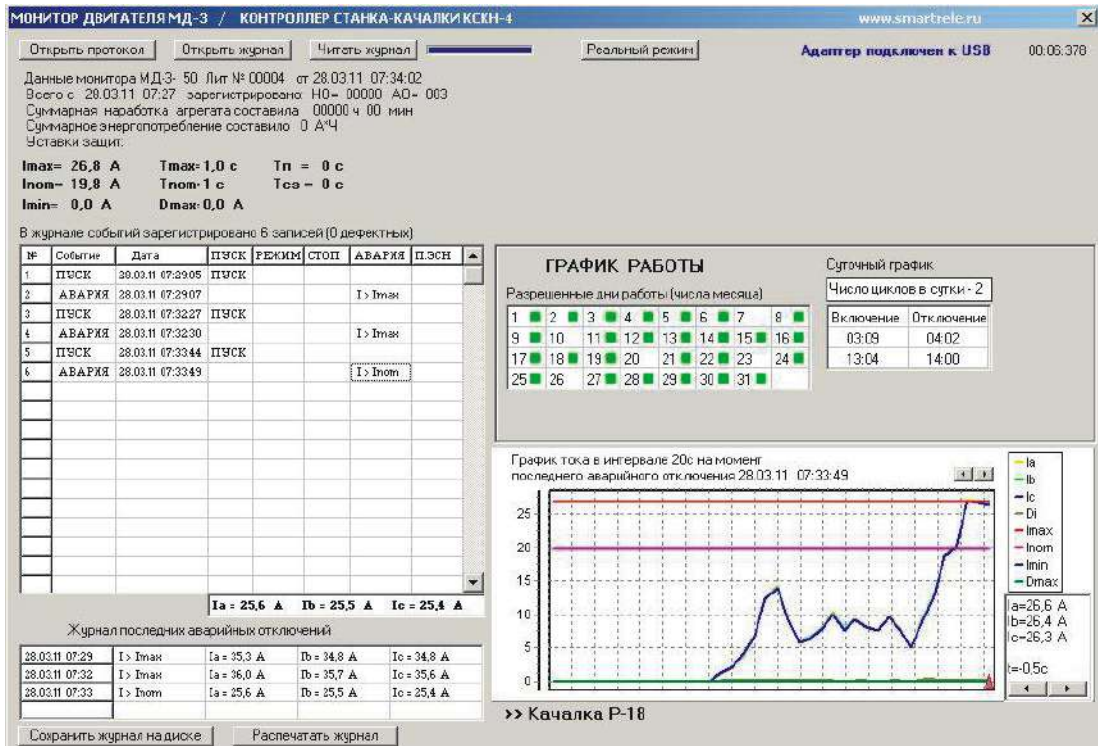 МОНИТОР ДВИГАТЕЛЯ МД-3 / КОНТРОЛЛЕР СТАНКА-КАЧАЛКИ КСКН-4 www.smartrele.ru
Открыть протокол Открыть журнал Читать журнал Реальный режим Адаптер подключен к USB 00:06:378
Данные монитора МД-3- 50 Лит № 00004 от 28.03.11 07:34:02
Всего с 28.03.11 07:27 зарегистрировано: НО= 00000 АО= 003
Суммарная наработка агрегата составила 00000 ч 00 мин
Суммарное энергопотребление составило 0 А*Ч
Уставки защит:
Imax= 26,8 А Tmax=1,0 с Тп = 0 с
Inom= 19,8 А Tnom=1 с Тсз = 0 с
Imin= 0,0 А Dmax=0,0 А
В журнале событий зарегистрировано 6 записей (0 дефектных)
№ Событие Дата ПУСК РЕЖИМ СТОП АВАРИЯ П.ЭСН
1 ПУСК 28.03.11 07:29:05 ПУСК
2 АВАРИЯ 28.03.11 07:29:07 I > Imax
3 ПУСК 28.03.11 07:32:27 ПУСК
4 АВАРИЯ 28.03.11 07:32:30 I > Imax
5 ПУСК 28.03.11 07:33:44 ПУСК
6 АВАРИЯ 28.03.11 07:33:49 I > Inom
Ia = 25,6 А Ib = 25,5 А Ic = 25,4 А
Журнал последних аварийных отключений
28.03.11 07:29 I > Imax Ia = 35,3 А Ib = 34,8 А Ic = 34,8 А
28.03.11 07:32 I > Imax Ia = 36,0 А Ib = 35,7 А Ic = 35,6 А
28.03.11 07:33 I > Inom Ia = 25,6 А Ib = 25,5 А Ic = 25,4 А
Сохранить журнал на диске Распечатать журнал
ГРАФИК РАБОТЫ
Разрешенные дни работы (числа месяца)
1 2 3 4 5 6 7 8
9 10 11 12 13 14 15 16
17 18 19 20 21 22 23 24
25 26 27 28 29 30 31
Суточный график
Число циклов в сутки - 2
Включение Отключение
03:09 04:02
13:04 14:00
График тока в интервале 20с на момент
последнего аварийного отключения 28.03.11 07:33:49
25
20
15
10
5
0
Ia
Ib
Ic
Di
Imax
Inom
Imin
Dmax
Ia=26,6 А
Ib=26,4 А
Ic=26,3 А
t=-0.5с
>> Качалка Р-18